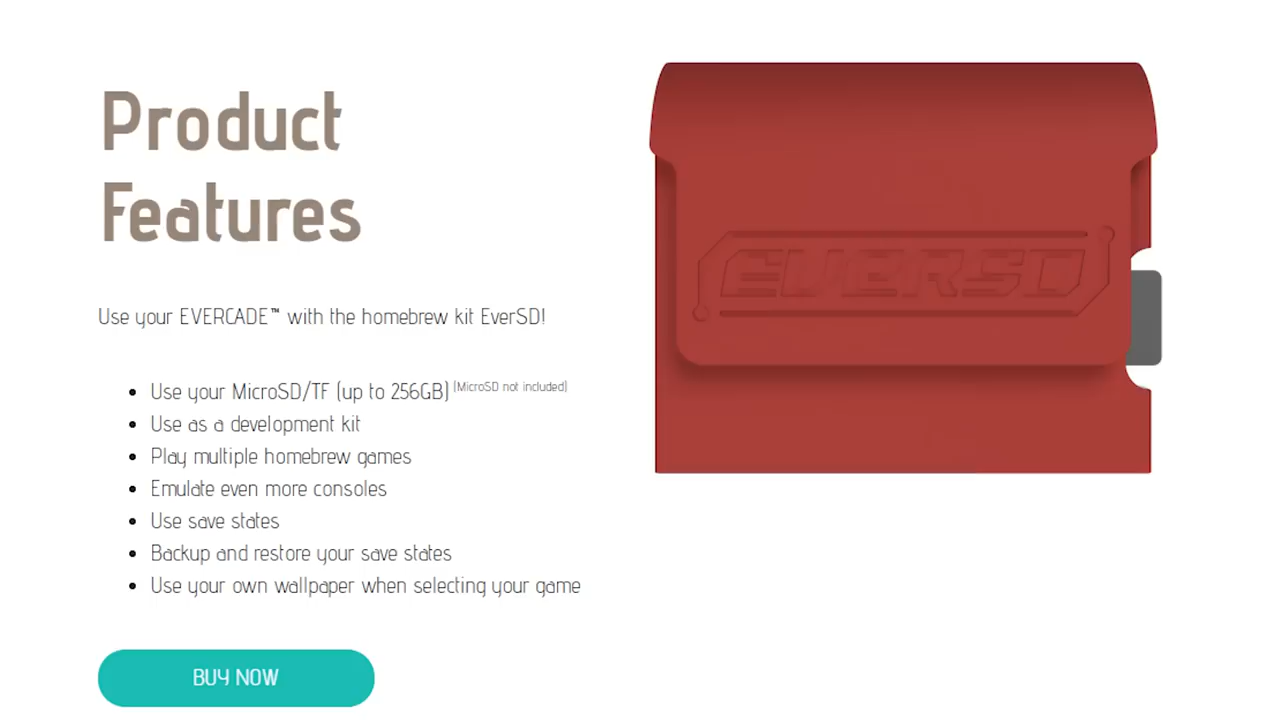 Product
Features
Use your EVERCADE™ with the homebrew kit EverSD!
Use your MicroSD/TF (up to 256GB) (MicroSD not included)
Use as a development kit
Play multiple homebrew games
Emulate even more consoles
Use save states
Backup and restore your save states
Use your own wallpaper when selecting your game
BUY NOW
EVERSD